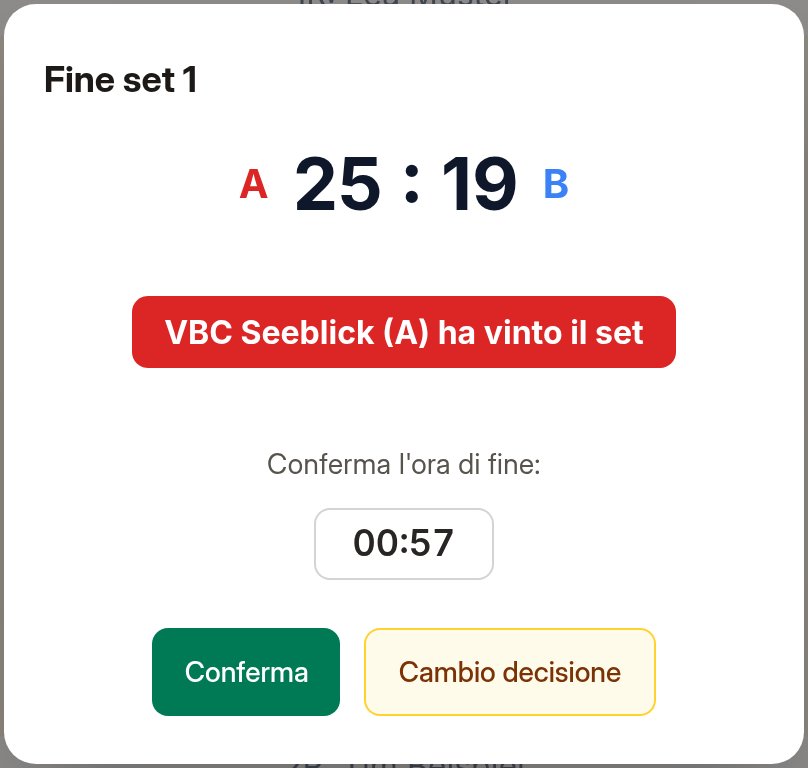 Fine set 1
A 25 : 19 B
VBC Seeblick (A) ha vinto il set
Conferma l'ora di fine:
00:57
Conferma
Cambio decisione